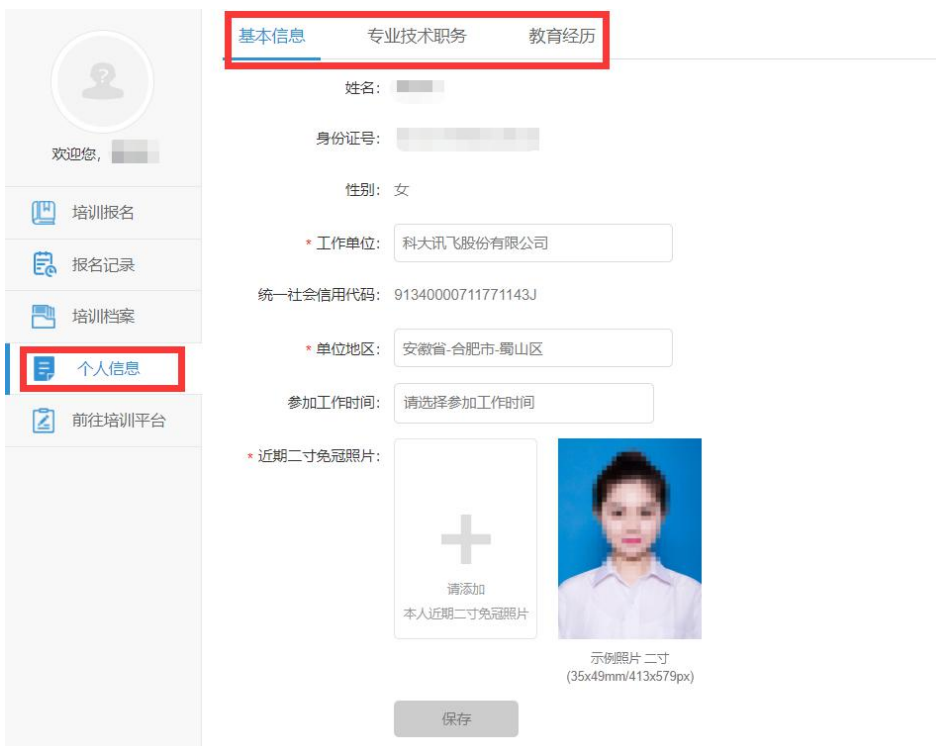 基本信息 专业技术职务 教育经历
欢迎您,
培训报名
报名记录
培训档案
个人信息
前往培训平台
姓名:
身份证号:
性别: 女
* 工作单位: 科大讯飞股份有限公司
统一社会信用代码: 91340000711771143J
* 单位地区: 安徽省-合肥市-蜀山区
参加工作时间: 请选择参加工作时间
* 近期二寸免冠照片:
请添加
本人近期二寸免冠照片
示例照片 二寸
(35x49mm/413x579px)
保存